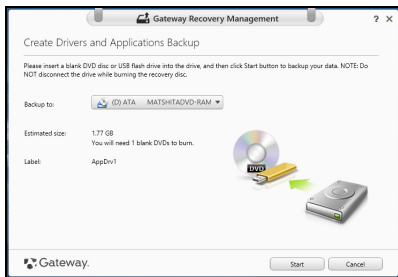 Gateway Recovery Management
? ×
Create Drivers and Applications Backup
Please insert a blank DVD disc or USB flash drive into the drive, and then click Start button to backup your data. NOTE: Do
NOT disconnect the drive while burning the recovery disc.
Backup to: (D) ATA MATSHITADVD-RAM
Estimated size: 1.77 GB
You will need 1 blank DVDs to burn.
Label: AppDrv1
DVD
Gateway.
Start Cancel